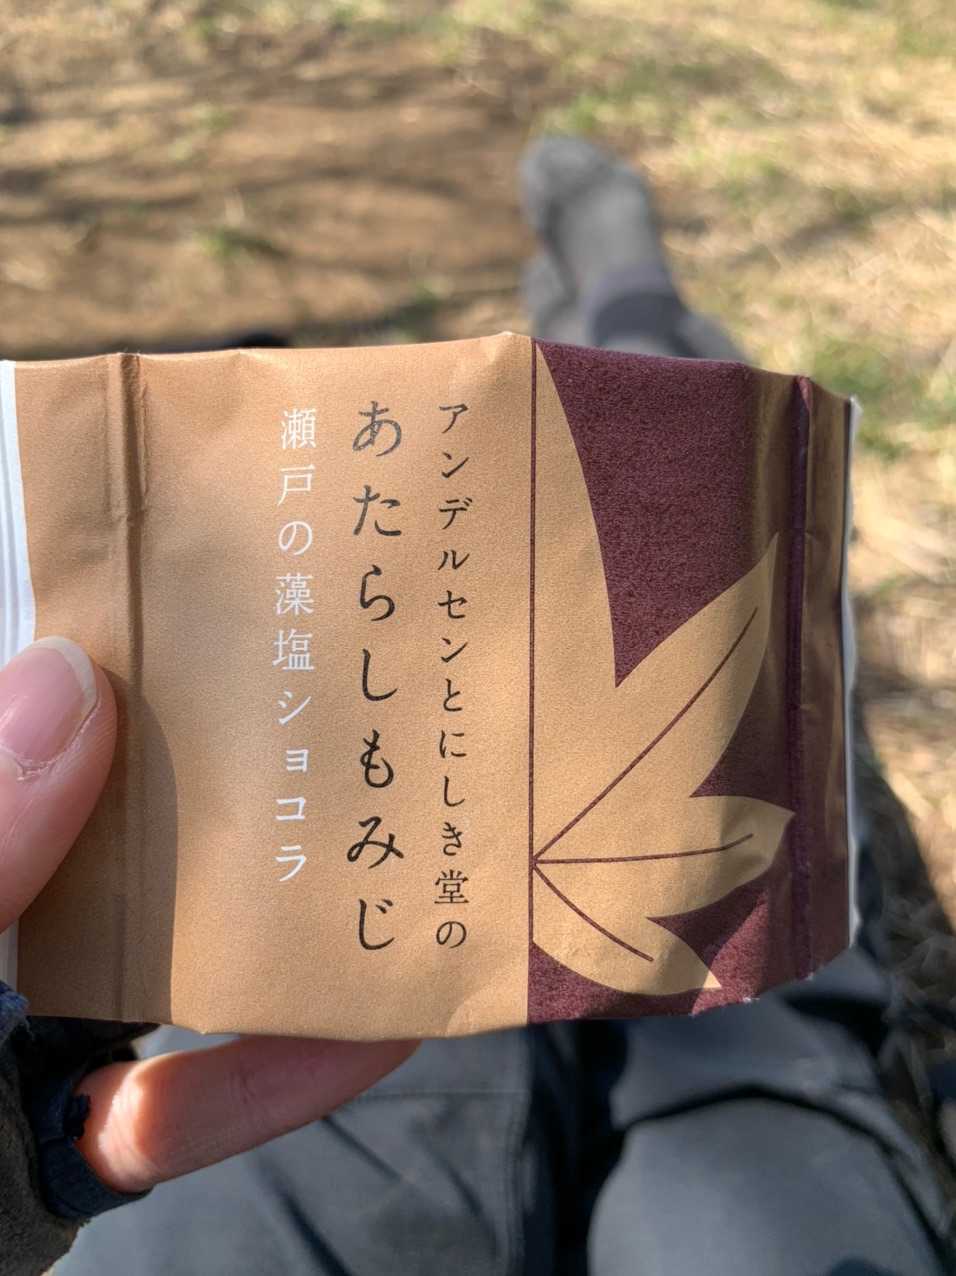 アンデルセンとにしき堂の
あたらしもみじ
瀬戸の藻塩ショコラ